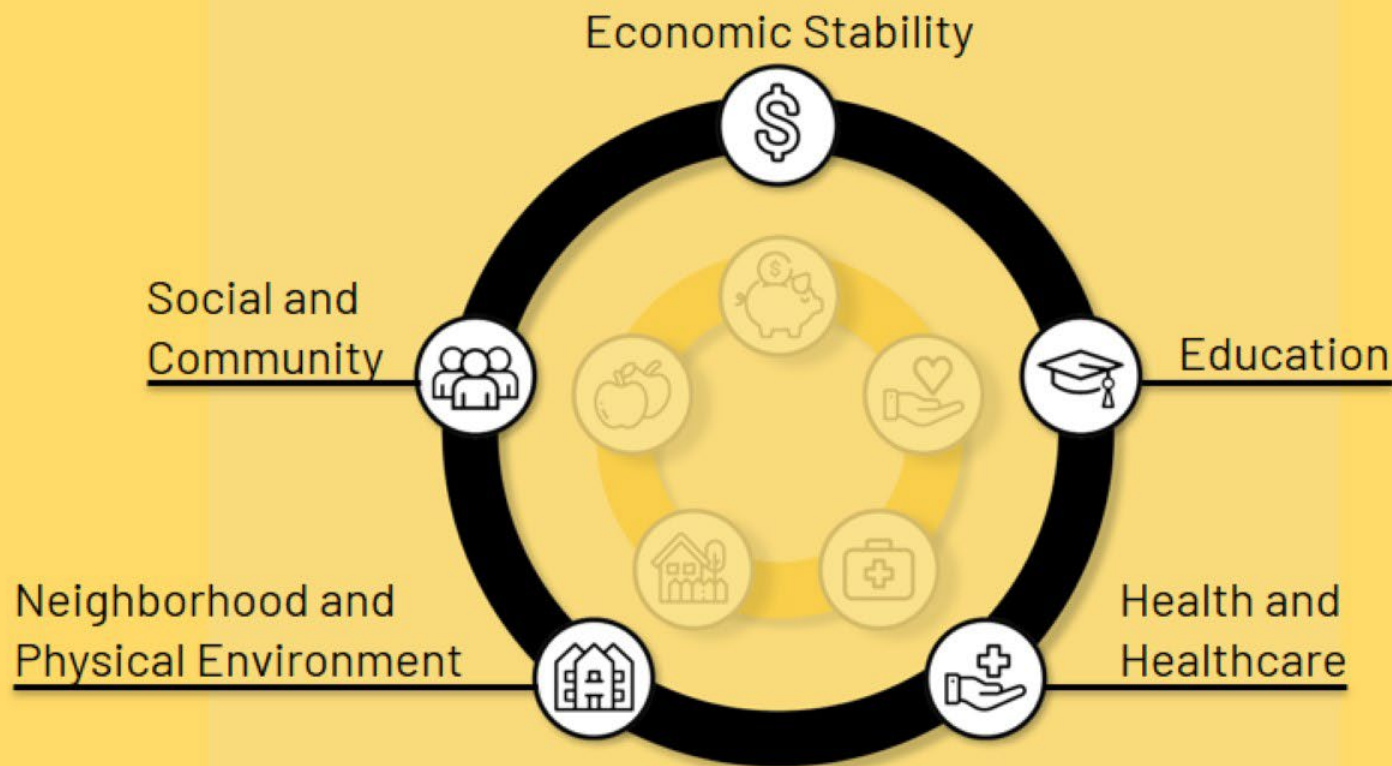 Economic Stability
Social and
Community
Education
Neighborhood and
Physical Environment
Health and
Healthcare